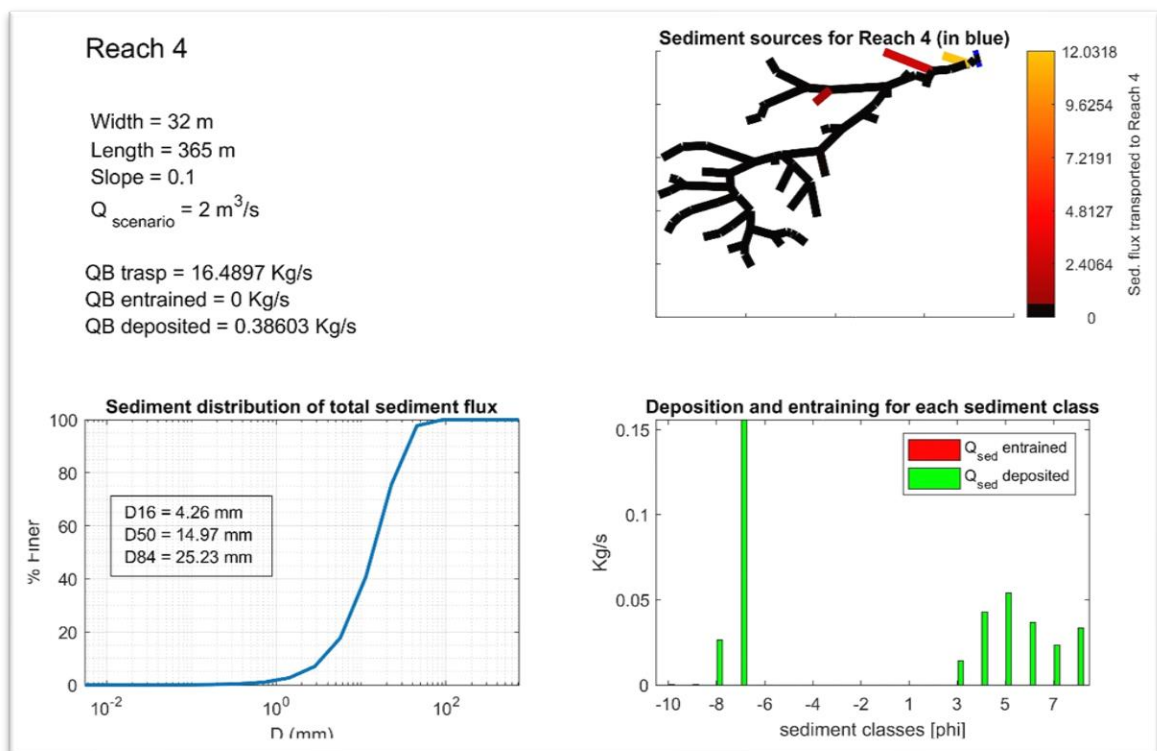 Reach 4
Width = 32 m
Length = 365 m
Slope = 0.1
Q scenario = 2 m3/s
QB trasp = 16.4897 Kg/s
QB entrained = 0 Kg/s
QB deposited = 0.38603 Kg/s
Sediment sources for Reach 4 (in blue)
12.0318
9.6254
7.2191
4.8127
2.4064
0
Sed. flux transported to Reach 4
Sediment distribution of total sediment flux
100
80
60
40
20
0
% Finer
D16 = 4.26 mm
D50 = 14.97 mm
D84 = 25.23 mm
10-2
100
102
D (mm)
Deposition and entraining for each sediment class
0.15
0.1
0.05
0
Kg/s
Qsed entrained
Qsed deposited
-10 -8 -6 -4 -2 1 3 5 7
sediment classes [phi]